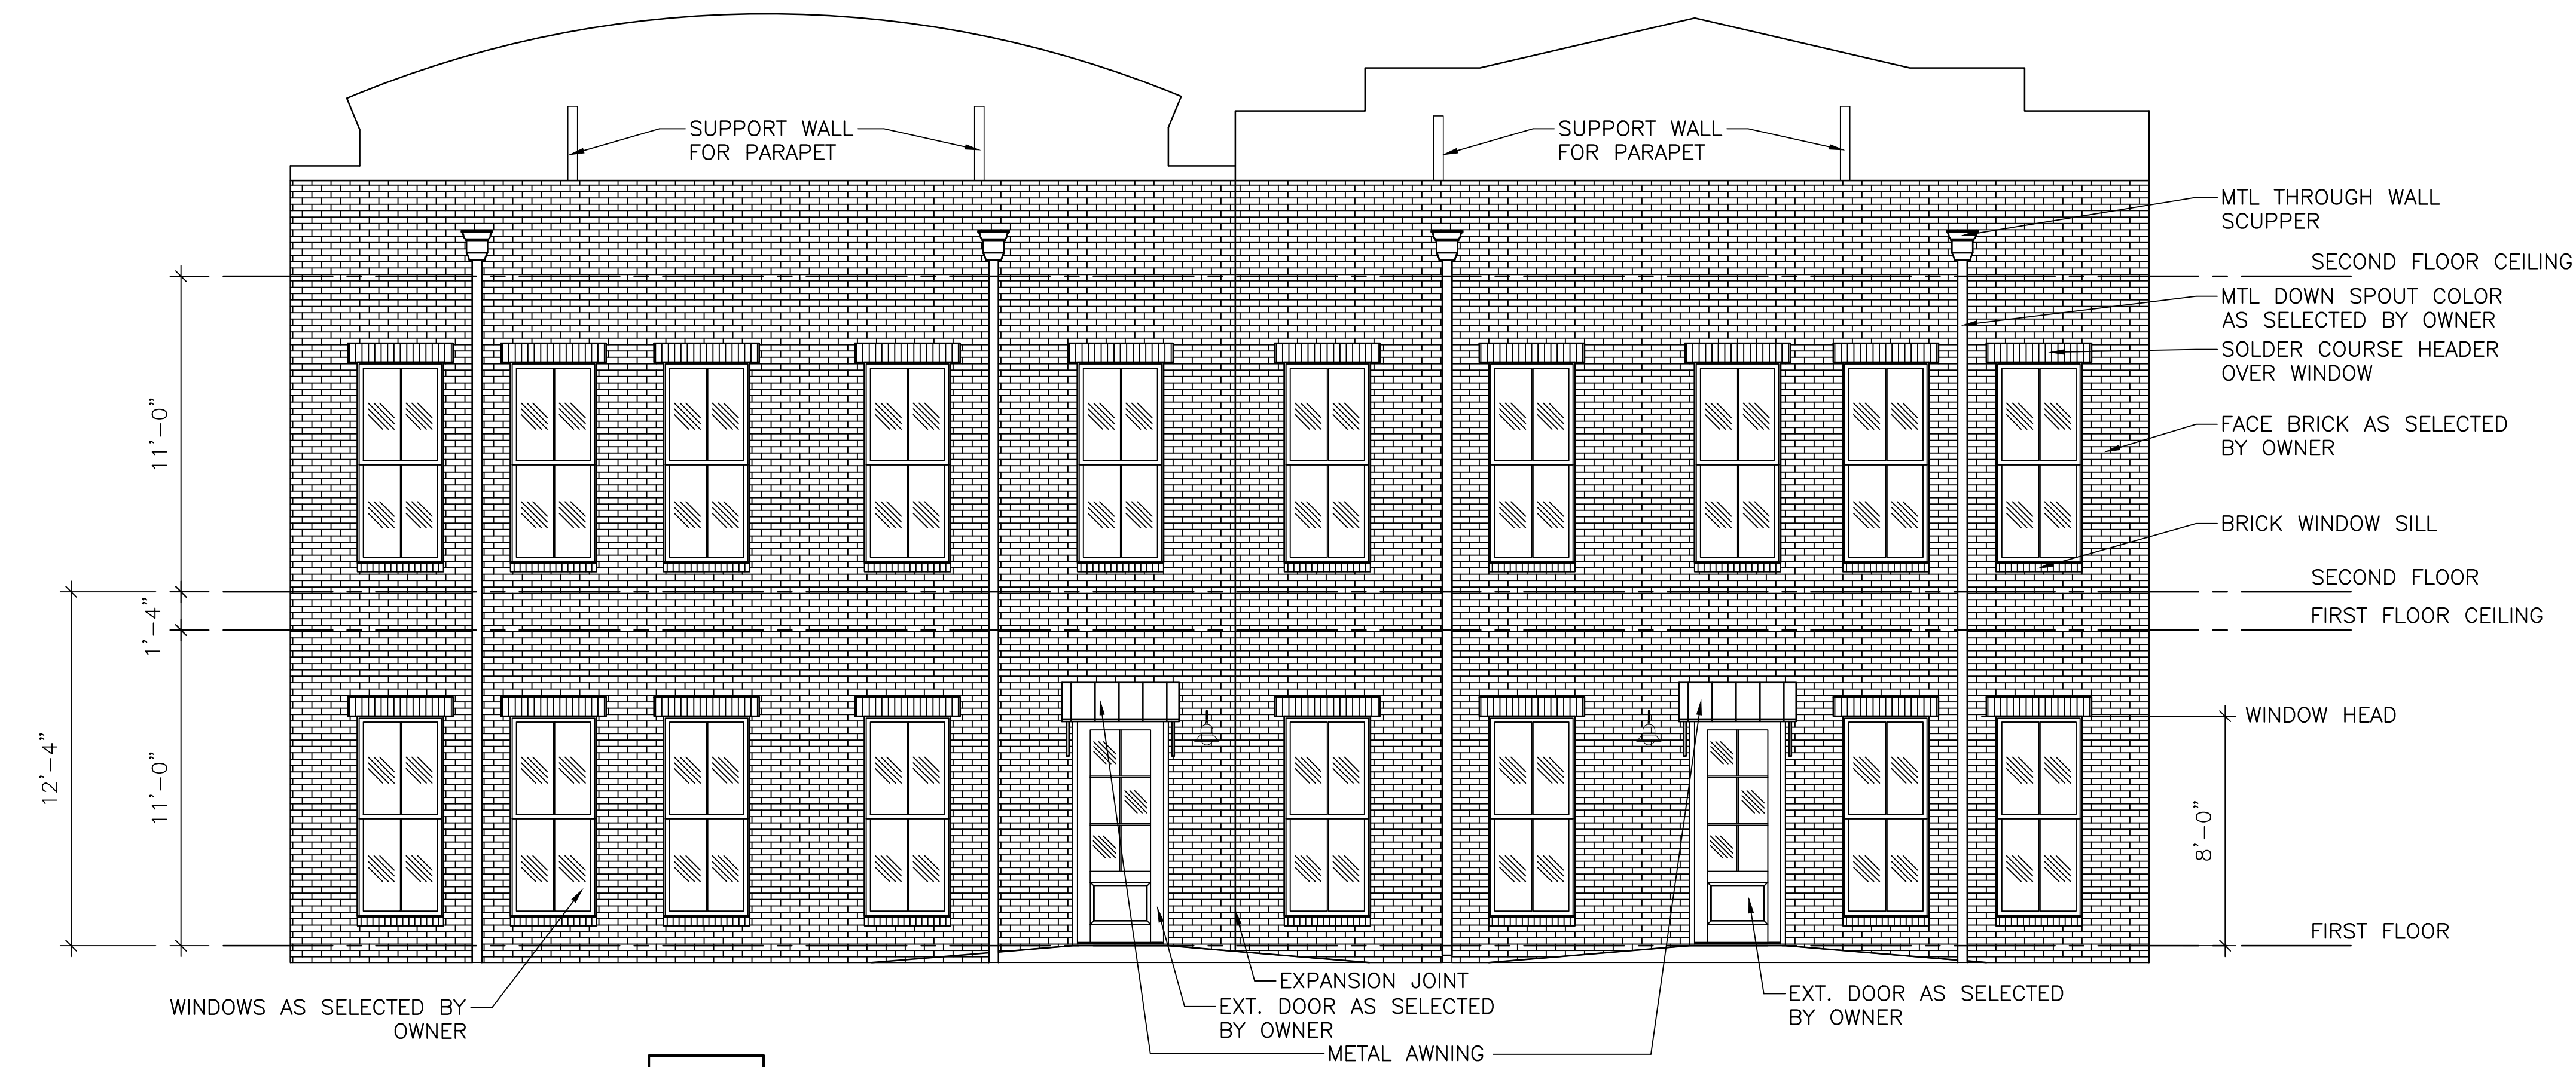 SUPPORT WALL
FOR PARAPET
SUPPORT WALL
FOR PARAPET
MTL THROUGH WALL
SCUPPER
SECOND FLOOR CEILING
MTL DOWN SPOUT COLOR
AS SELECTED BY OWNER
SOLDER COURSE HEADER
OVER WINDOW
FACE BRICK AS SELECTED
BY OWNER
BRICK WINDOW SILL
SECOND FLOOR
FIRST FLOOR CEILING
WINDOW HEAD
8'-0"
FIRST FLOOR
11'-0"
1'-4"
12'-4"
11'-0"
WINDOWS AS SELECTED BY
OWNER
EXPANSION JOINT
EXT. DOOR AS SELECTED
BY OWNER
METAL AWNING
EXT. DOOR AS SELECTED
BY OWNER